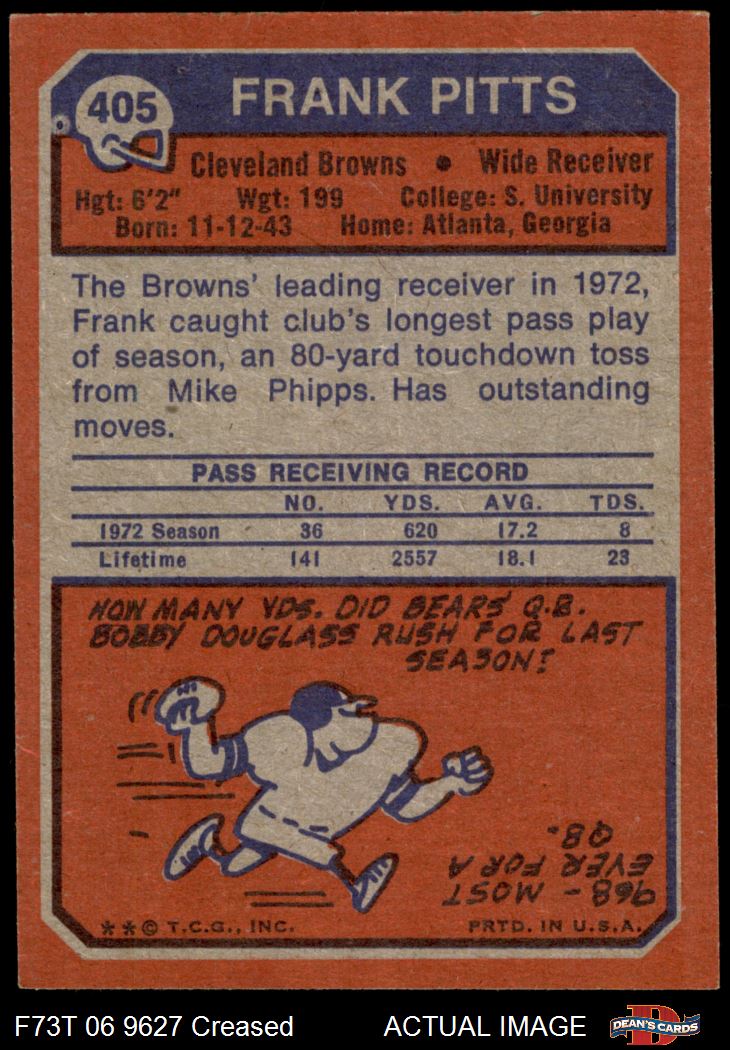 405
FRANK PITTS
Cleveland Browns • Wide Receiver
Hgt: 6'2" Wgt: 199 College: S. University
Born: 11-12-43 Home: Atlanta, Georgia
The Browns' leading receiver in 1972,
Frank caught club's longest pass play
of season, an 80-yard touchdown toss
from Mike Phipps. Has outstanding
moves.
PASS RECEIVING RECORD
NO. YDS. AVG. TDS.
1972 Season 36 620 17.2 8
Lifetime 141 2557 18.1 23
HOW MANY YDS. DID BEARS Q.B.
BOBBY DOUGLASS RUSH FOR LAST
SEASON?
968 - MOST
EVER FOR A
QB.
**© T.C.G., INC. PRTD. IN U.S.A.
F73T 06 9627 Creased ACTUAL IMAGE
DEAN'S CARDS